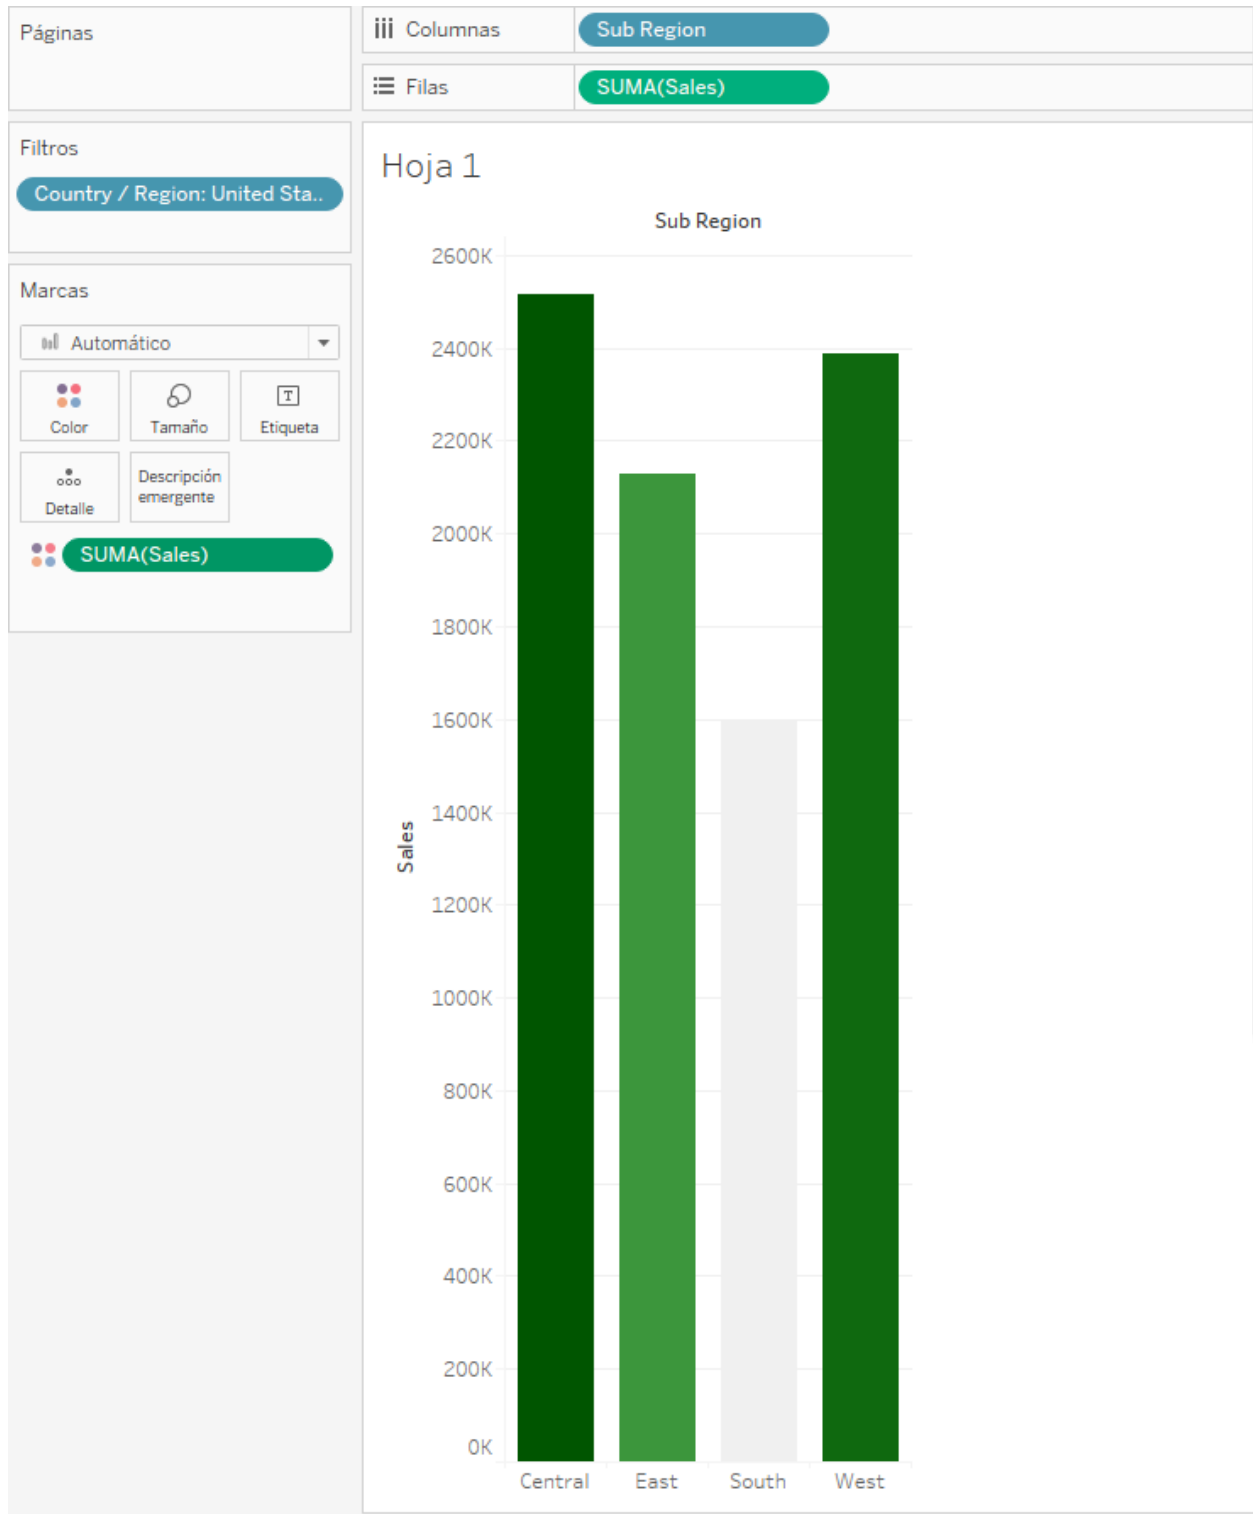 Páginas
Columnas
Sub Region
Filas
SUMA(Sales)
Filtros
Country / Region: United Sta..
Marcas
Automático
Color
Tamaño
T
Etiqueta
Detalle
Descripción
emergente
SUMA(Sales)
Hoja 1
Sub Region
2600K
2400K
2200K
2000K
1800K
1600K
1400K
1200K
1000K
800K
600K
400K
200K
0K
Sales
Central
East
South
West